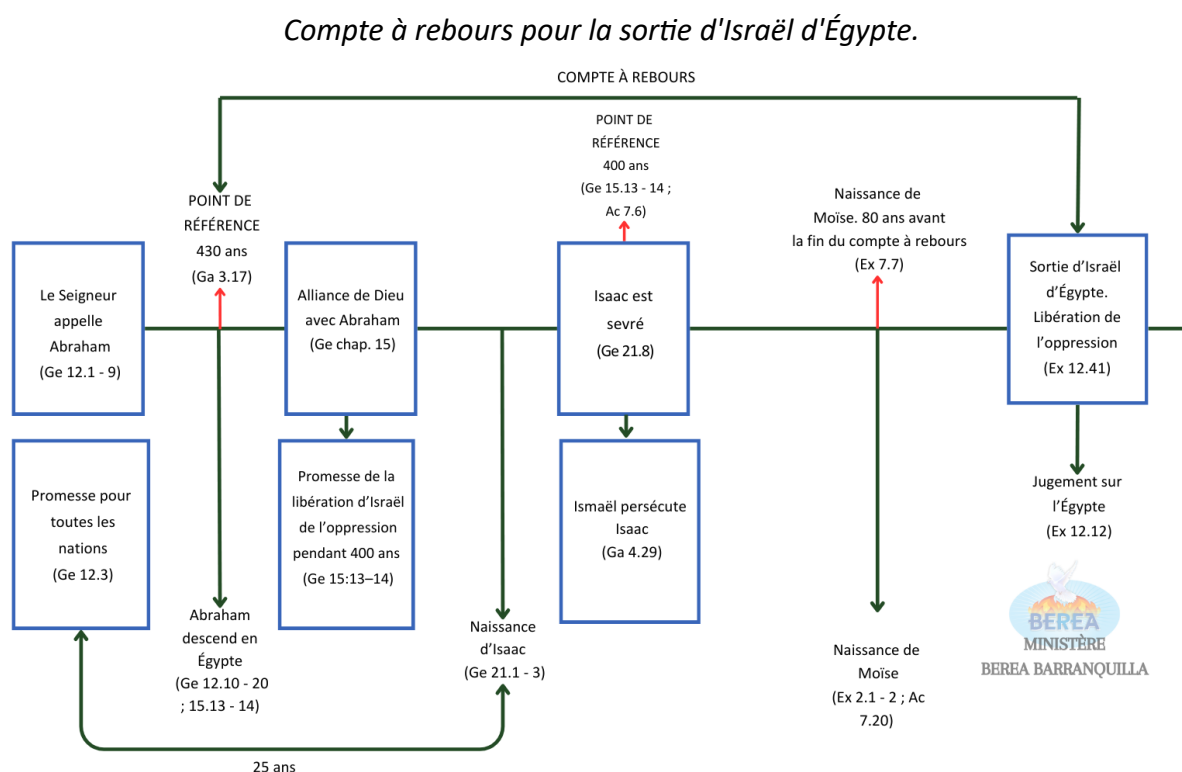 Compte à rebours pour la sortie d'Israël d'Égypte.
COMPTE À REBOURS
POINT DE
RÉFÉRENCE
430 ans
(Ga 3.17)
POINT DE
RÉFÉRENCE
400 ans
(Ge 15.13 - 14 ;
Ac 7.6)
Naissance de
Moïse. 80 ans avant
la fin du compte à rebours
(Ex 7.7)
Le Seigneur
appelle
Abraham
(Ge 12.1 - 9)
Alliance de Dieu
avec Abraham
(Ge chap. 15)
Isaac est
sevré
(Ge 21.8)
Sortie d’Israël
d’Égypte.
Libération de
l’oppression
(Ex 12.41)
Promesse pour
toutes les
nations
(Ge 12.3)
Abraham
descend en
Égypte
(Ge 12.10 - 20
; 15.13 - 14)
Promesse de la
libération d’Israël
de l’oppression
pendant 400 ans
(Ge 15:13–14)
Naissance
d’Isaac
(Ge 21.1 - 3)
Ismaël persécute
Isaac
(Ga 4.29)
Naissance de
Moïse
(Ex 2.1 - 2 ; Ac
7.20)
Jugement sur
l’Égypte
(Ex 12.12)
BEREA
MINISTÈRE
BEREA BARRANQUILLA
25 ans